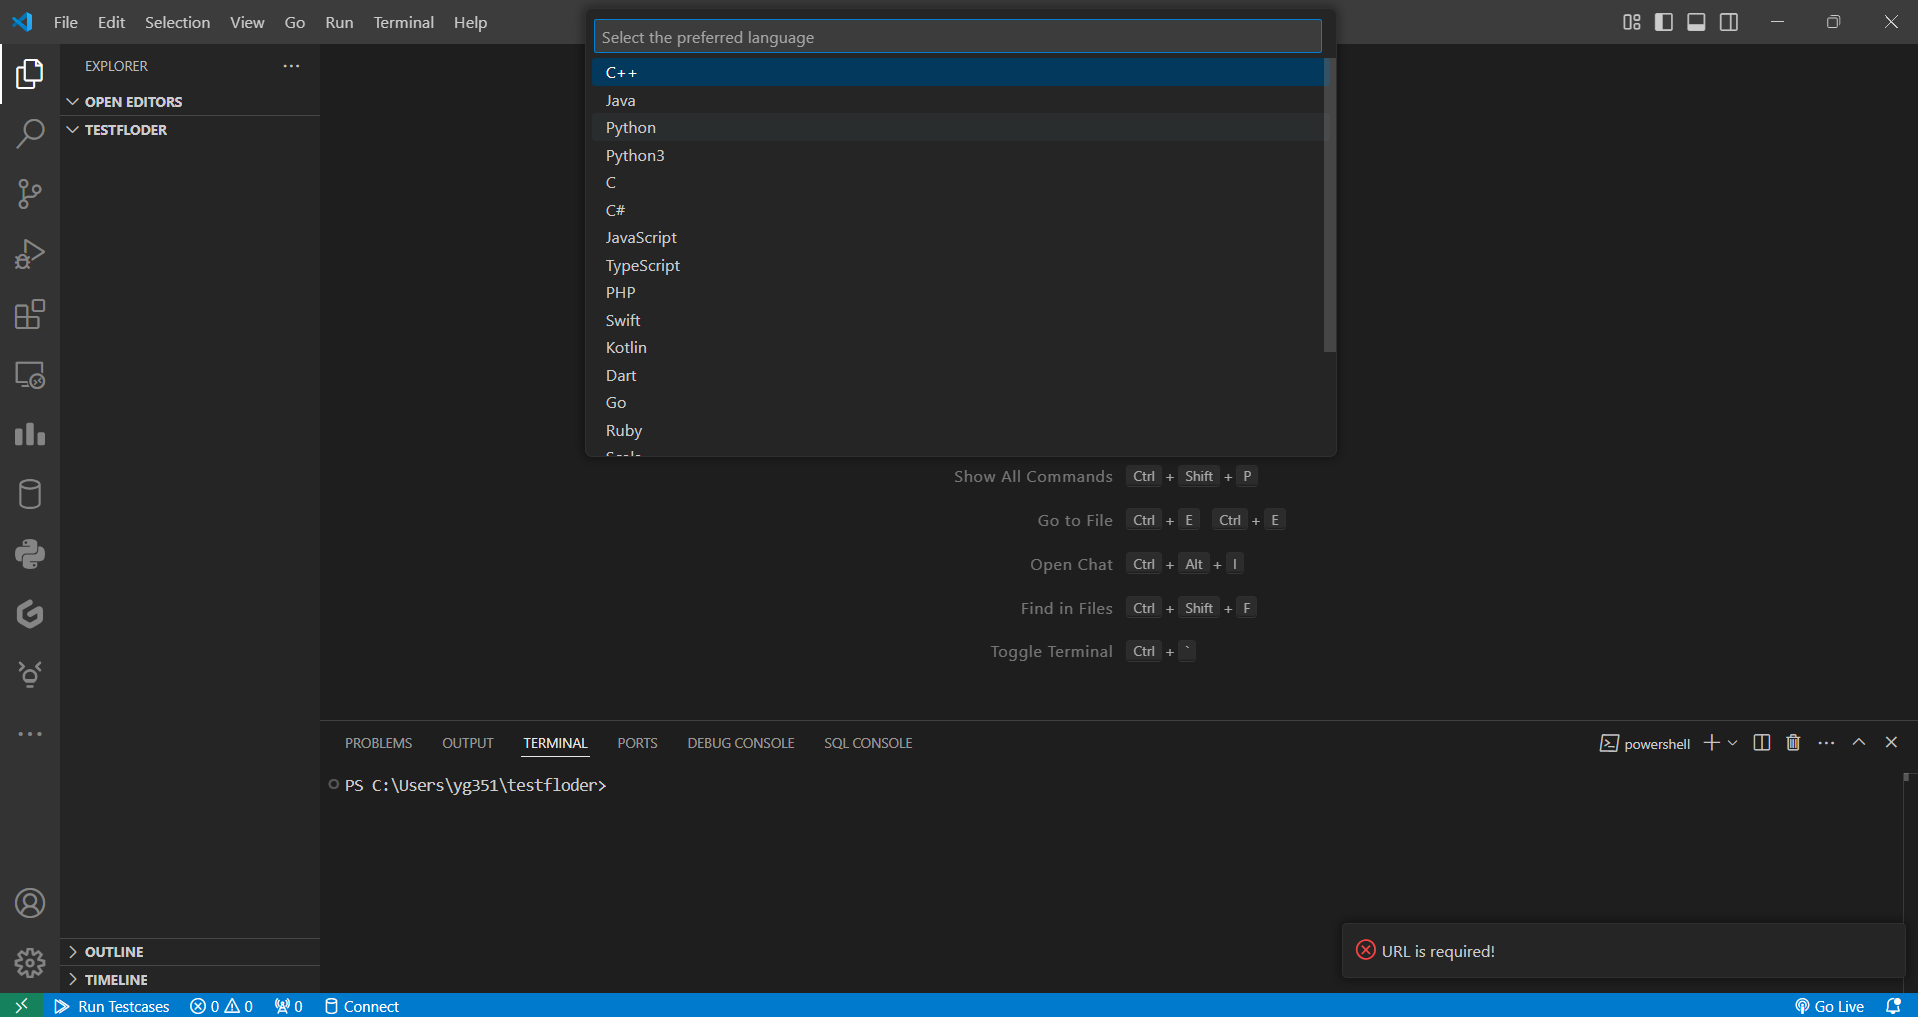 File Edit Selection View Go Run Terminal Help
Select the preferred language
C++
Java
Python
Python3
C
C#
JavaScript
TypeScript
PHP
Swift
Kotlin
Dart
Go
Ruby
EXPLORER
OPEN EDITORS
TESTFLODER
Show All Commands Ctrl + Shift + P
Go to File Ctrl + E Ctrl + E
Open Chat Ctrl + Alt + I
Find in Files Ctrl + Shift + F
Toggle Terminal Ctrl + `
PROBLEMS OUTPUT TERMINAL PORTS DEBUG CONSOLE SQL CONSOLE
powershell
PS C:\Users\yg351\testfloder>
OUTLINE
TIMELINE
URL is required!
Run Testcases 0 0 0 Connect Go Live